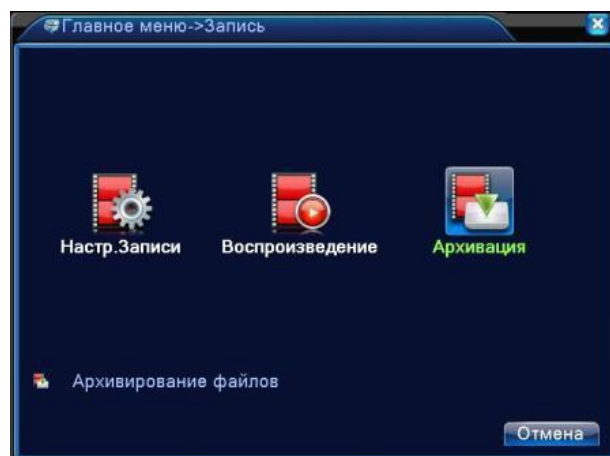 Главное меню->Запись
Настр.Записи Воспроизведение Архивация
Архивирование файлов
Отмена